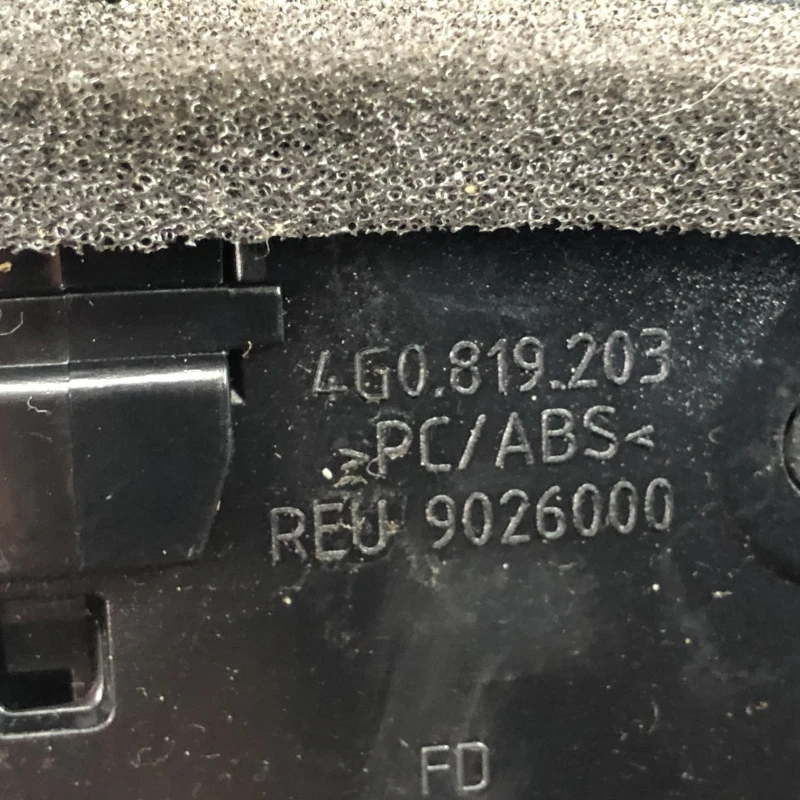 4G0.819.203
>PC/ABS<
REU 9026000
FD